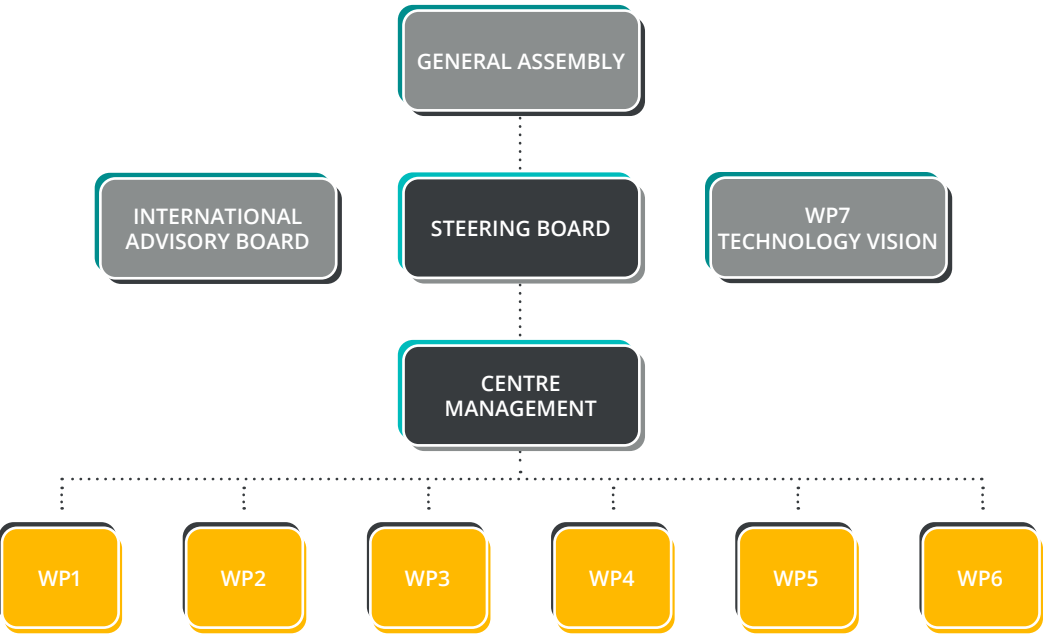 GENERAL ASSEMBLY
INTERNATIONAL
ADVISORY BOARD
STEERING BOARD
WP7
TECHNOLOGY VISION
CENTRE
MANAGEMENT
WP1
WP2
WP3
WP4
WP5
WP6